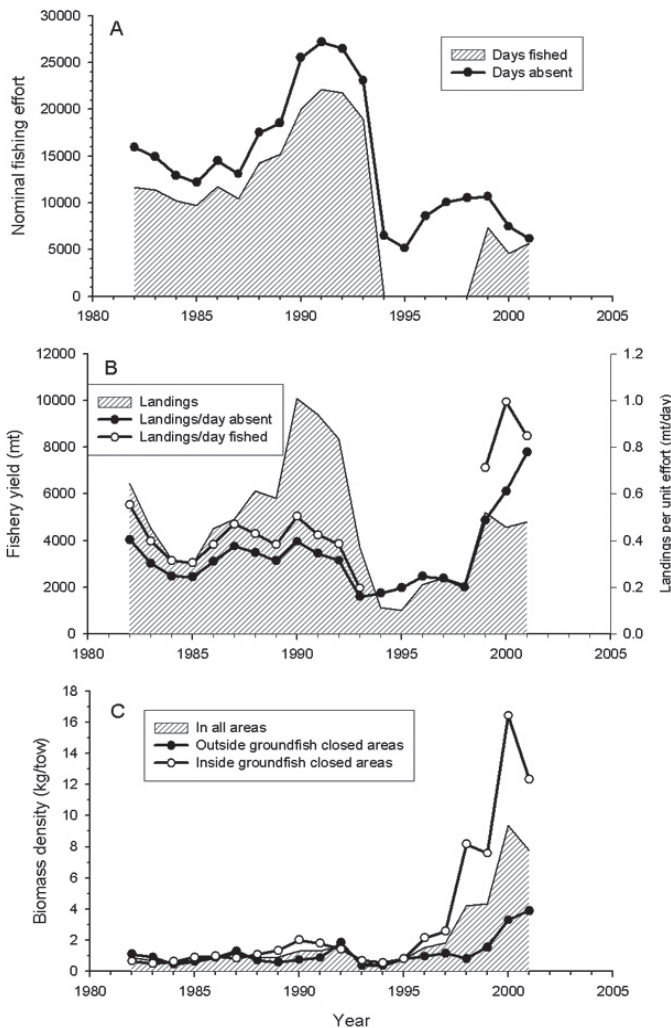 A
Days fished
Days absent
Nominal fishing effort
30000
25000
20000
15000
10000
5000
0
1980 1985 1990 1995 2000 2005
B
Landings
Landings/day absent
Landings/day fished
Fishery yield (mt)
12000
10000
8000
6000
4000
2000
0
1.2
1.0
0.8
0.6
0.4
0.2
0.0
Landings per unit effort (mt/day)
1980 1985 1990 1995 2000 2005
C
In all areas
Outside groundfish closed areas
Inside groundfish closed areas
Biomass density (kg/tow)
18
16
14
12
10
8
6
4
2
0
1980 1985 1990 1995 2000 2005
Year